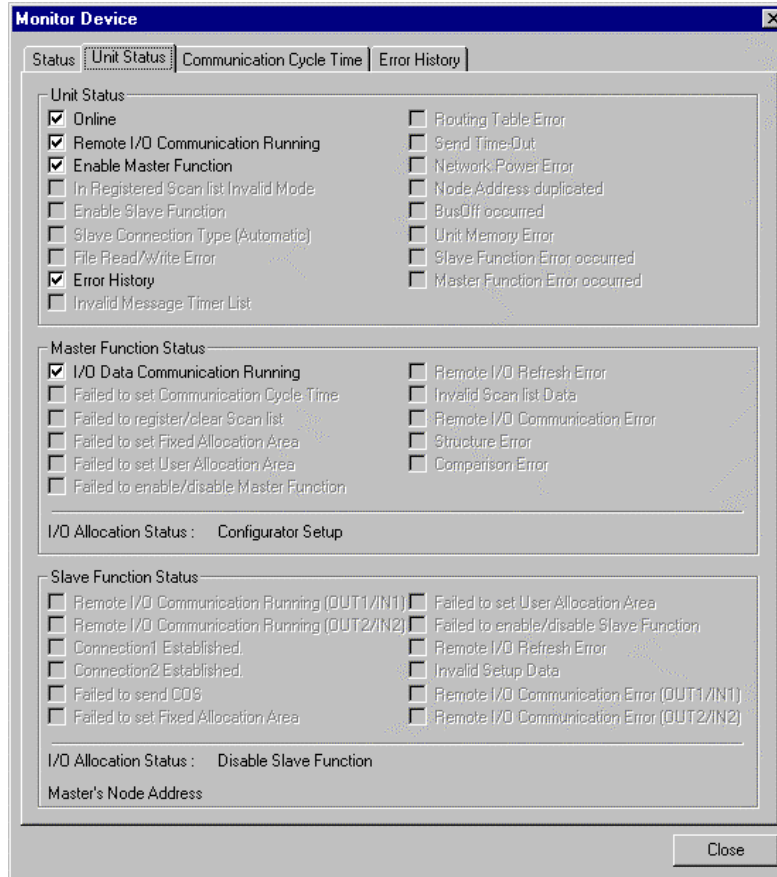 Monitor Device
Status
Unit Status
Communication Cycle Time
Error History
Unit Status
Online
Remote I/O Communication Running
Enable Master Function
In Registered Scan list Invalid Mode
Enable Slave Function
Slave Connection Type (Automatic)
File Read/Write Error
Error History
Invalid Message Timer List
Routing Table Error
Send Time-Out
Network Power Error
Node Address duplicated
BusOff occurred
Unit Memory Error
Slave Function Error occurred
Master Function Error occurred
Master Function Status
I/O Data Communication Running
Failed to set Communication Cycle Time
Failed to register/clear Scan list
Failed to set Fixed Allocation Area
Failed to set User Allocation Area
Failed to enable/disable Master Function
Remote I/O Refresh Error
Invalid Scan list Data
Remote I/O Communication Error
Structure Error
Comparison Error
I/O Allocation Status : Configurator Setup
Slave Function Status
Remote I/O Communication Running (OUT1/IN1)
Remote I/O Communication Running (OUT2/IN2)
Connection1 Established.
Connection2 Established.
Failed to send COS
Failed to set Fixed Allocation Area
Failed to set User Allocation Area
Failed to enable/disable Slave Function
Remote I/O Refresh Error
Invalid Setup Data
Remote I/O Communication Error (OUT1/IN1)
Remote I/O Communication Error (OUT2/IN2)
I/O Allocation Status : Disable Slave Function
Master's Node Address
Close